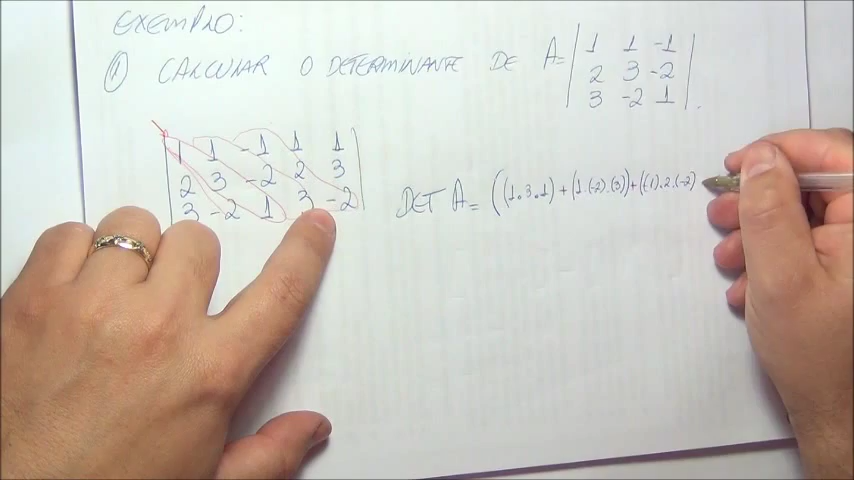 EXEMPLO:
1) CALCULAR O DETERMINANTE DE A= | 1 1 -1 |
| 2 3 -2 |
| 3 -2 1 | .
| 1 1 -1 1 1 |
| 2 3 -2 2 3 |
| 3 -2 1 3 -2 |
DET A = ((1.3.1) + (1.(-2).(3)) + ((-1).2.(-2)